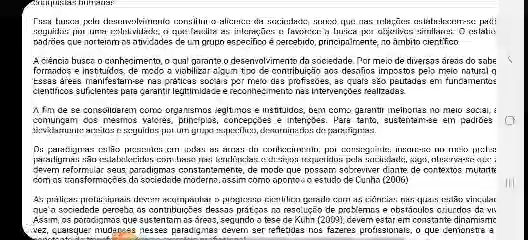 conquistas humanas.
Essa busca pelo desenvolvimento constitui o alicerce da sociedade, sendo que nas relações estabelecem-se
seguidos por uma coletividade, o que facilita as interações e favorece a busca por objetivos similares. O
padrões que norteiam as atividades de um grupo específico é percebido, principalmente, no âmbito científico.
A ciência busca o conhecimento, o qual garante o desenvolvimento da sociedade. Por meio de diversas áreas do
formados e instituídos, de modo a viabilizar algum tipo de contribuição aos desafios impostos pelo meio natural
Essas áreas manifestam-se nas práticas sociais por meio das profissões, as quais são pautadas em fundamentos
científicos suficientes para garantir legitimidade e reconhecimento nas intervenções realizadas.
A fim de se consolidarem como organismos legítimos e instituídos, bem como garantir melhorias no meio social,
comungam dos mesmos valores, princípios, concepções e intenções. Para tanto, sustentam-se em padrões
devidamente aceitos e seguidos por um grupo específico, denominados de paradigmas.
Os paradigmas estão presentes em todas as áreas do conhecimento, por conseguinte, insere-se no meio
paradigmas são estabelecidos com base nas tendências e desejos requeridos pela sociedade, logo, observa-se que
devem reformular seus paradigmas constantemente, de modo que possam sobreviver diante de contextos
com as transformações da sociedade moderna, assim como aponta o estudo de Cunha (2006)
As práticas profissionais devem acompanhar o progresso científico gerado com as ciências nas quais estão
que a sociedade perceba as contribuições dessas práticas na resolução de problemas e obstáculos oriundos da
Assim, os paradigmas que sustentam as áreas, segundo a tese de Kuhn (2009), devem estar em constante
vez, quaisquer mudanças nesses paradigmas devem ser refletidas nos fazeres profissionais, o que demonstra a